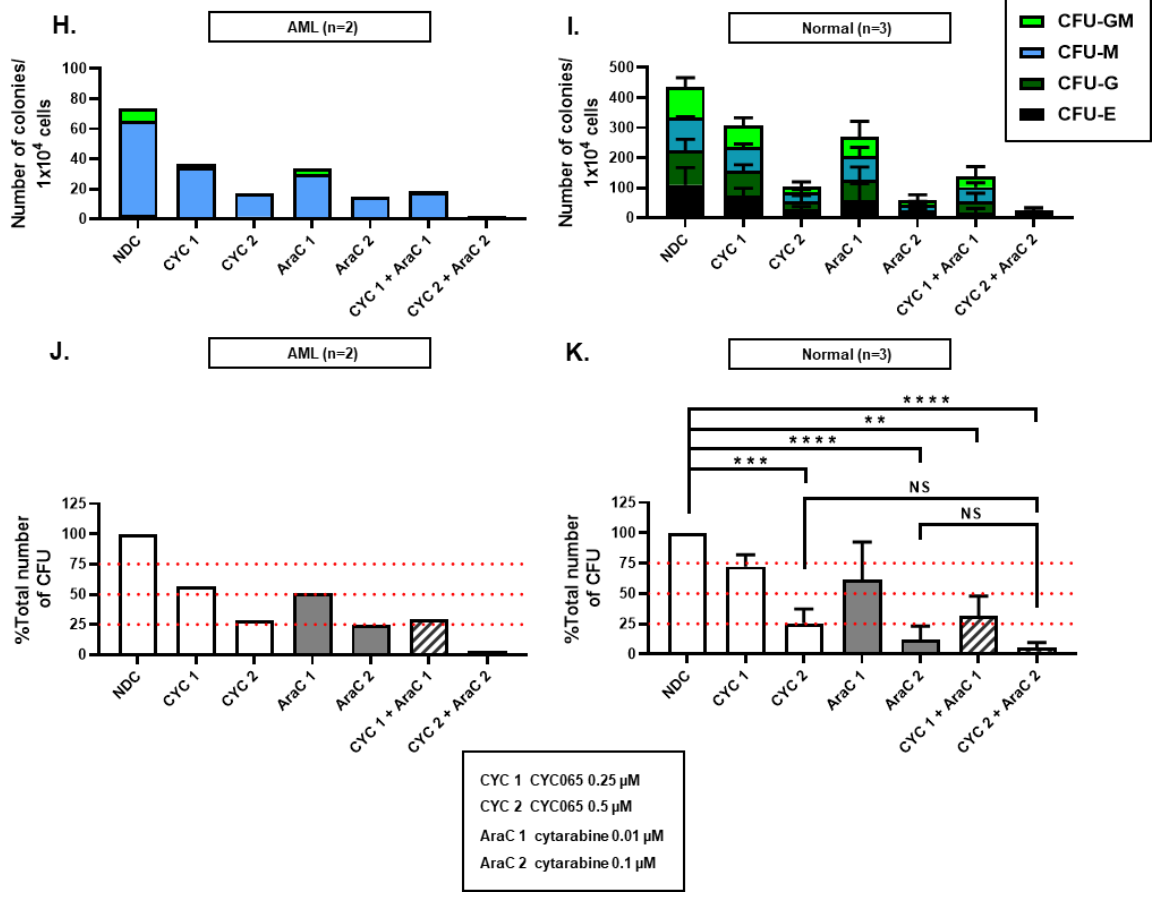 H.
AML (n=2)
Number of colonies/
1x10⁴ cells
100
80
60
40
20
0
NDC
CYC 1
CYC 2
AraC 1
AraC 2
CYC 1 + AraC 1
CYC 2 + AraC 2
I.
Normal (n=3)
Number of colonies/
1x10⁴ cells
500
400
300
200
100
0
NDC
CYC 1
CYC 2
AraC 1
AraC 2
CYC 1 + AraC 1
CYC 2 + AraC 2
CFU-GM
CFU-M
CFU-G
CFU-E
J.
AML (n=2)
%Total number
of CFU
125
100
75
50
25
0
NDC
CYC 1
CYC 2
AraC 1
AraC 2
CYC 1 + AraC 1
CYC 2 + AraC 2
K.
Normal (n=3)
****
**
****
***
NS
NS
%Total number
of CFU
125
100
75
50
25
0
NDC
CYC 1
CYC 2
AraC 1
AraC 2
CYC 1 + AraC 1
CYC 2 + AraC 2
CYC 1 CYC065 0.25 µM
CYC 2 CYC065 0.5 µM
AraC 1 cytarabine 0.01 µM
AraC 2 cytarabine 0.1 µM